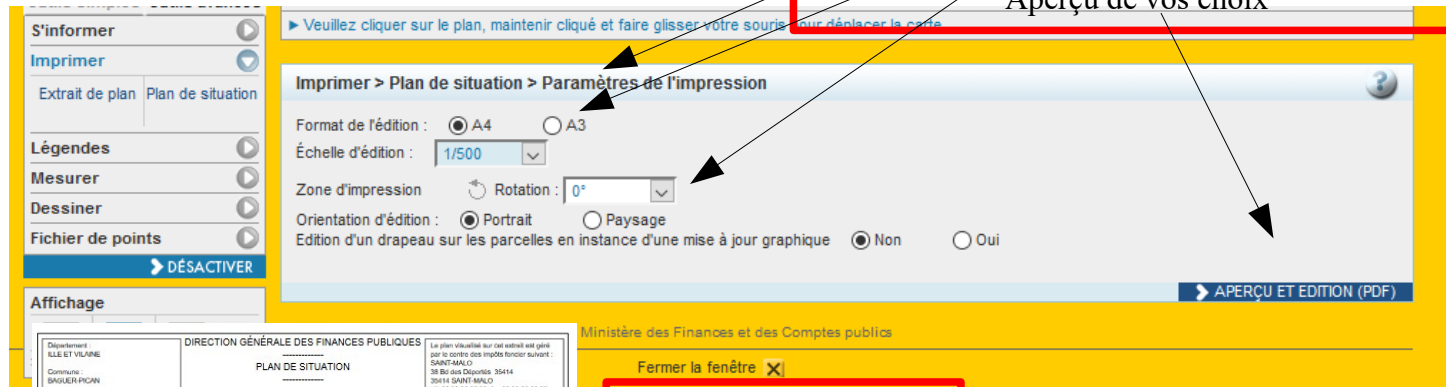 Aperçu de vos choix
S'informer
► Veuillez cliquer sur le plan, maintenir cliqué et faire glisser votre souris pour déplacer la carte
Imprimer
Extrait de plan Plan de situation
Légendes
Mesurer
Dessiner
Fichier de points
DÉSACTIVER
Affichage
Imprimer > Plan de situation > Paramètres de l'impression
Format de l'édition : A4 A3
Échelle d'édition : 1/500
Zone d'impression Rotation : 0°
Orientation d'édition : Portrait Paysage
Edition d'un drapeau sur les parcelles en instance d'une mise à jour graphique Non Oui
APERÇU ET EDITION (PDF)
Ministère des Finances et des Comptes publics
Fermer la fenêtre X
Département :
ILLE ET VILAINE
Commune :
BAGUER-PICAN
DIRECTION GÉNÉRALE DES FINANCES PUBLIQUES
-------------
PLAN DE SITUATION
-------------
Le plan visualisé sur cet extrait est géré
par le centre des impôts foncier suivant :
SAINT-MALO
38 Bd des Déportés 35414
35414 SAINT-MALO